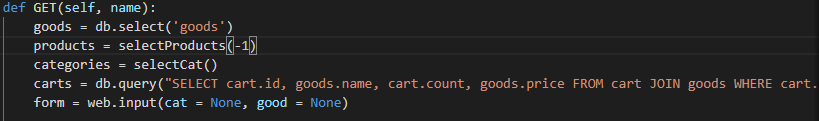 def GET(self, name):
goods = db.select('goods')
products = selectProducts(-1)
categories = selectCat()
carts = db.query("SELECT cart.id, goods.name, cart.count, goods.price FROM cart JOIN goods WHERE cart.
form = web.input(cat = None, good = None)